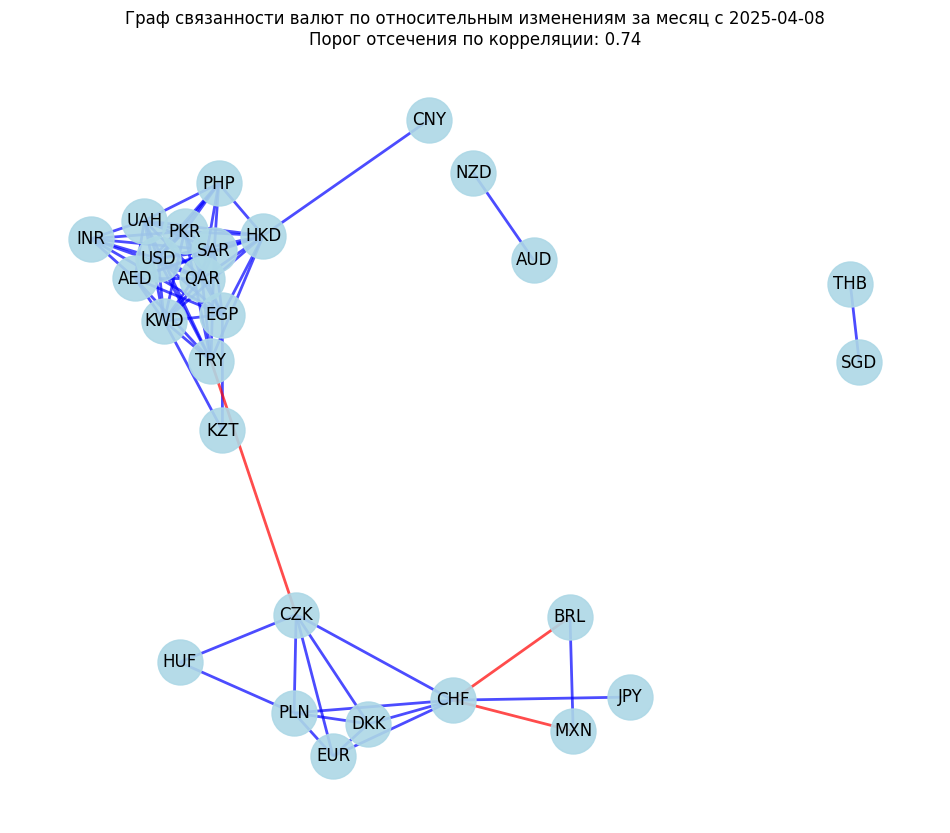 Граф связанности валют по относительным изменениям за месяц с 2025-04-08
Порог отсечения по корреляции: 0.74
CNY
NZD
PHP
UAH
PKR
INR
HKD
SAR
USD
AUD
AED
QAR
THB
EGP
KWD
TRY
SGD
KZT
CZK
BRL
HUF
CHF
JPY
PLN
DKK
MXN
EUR